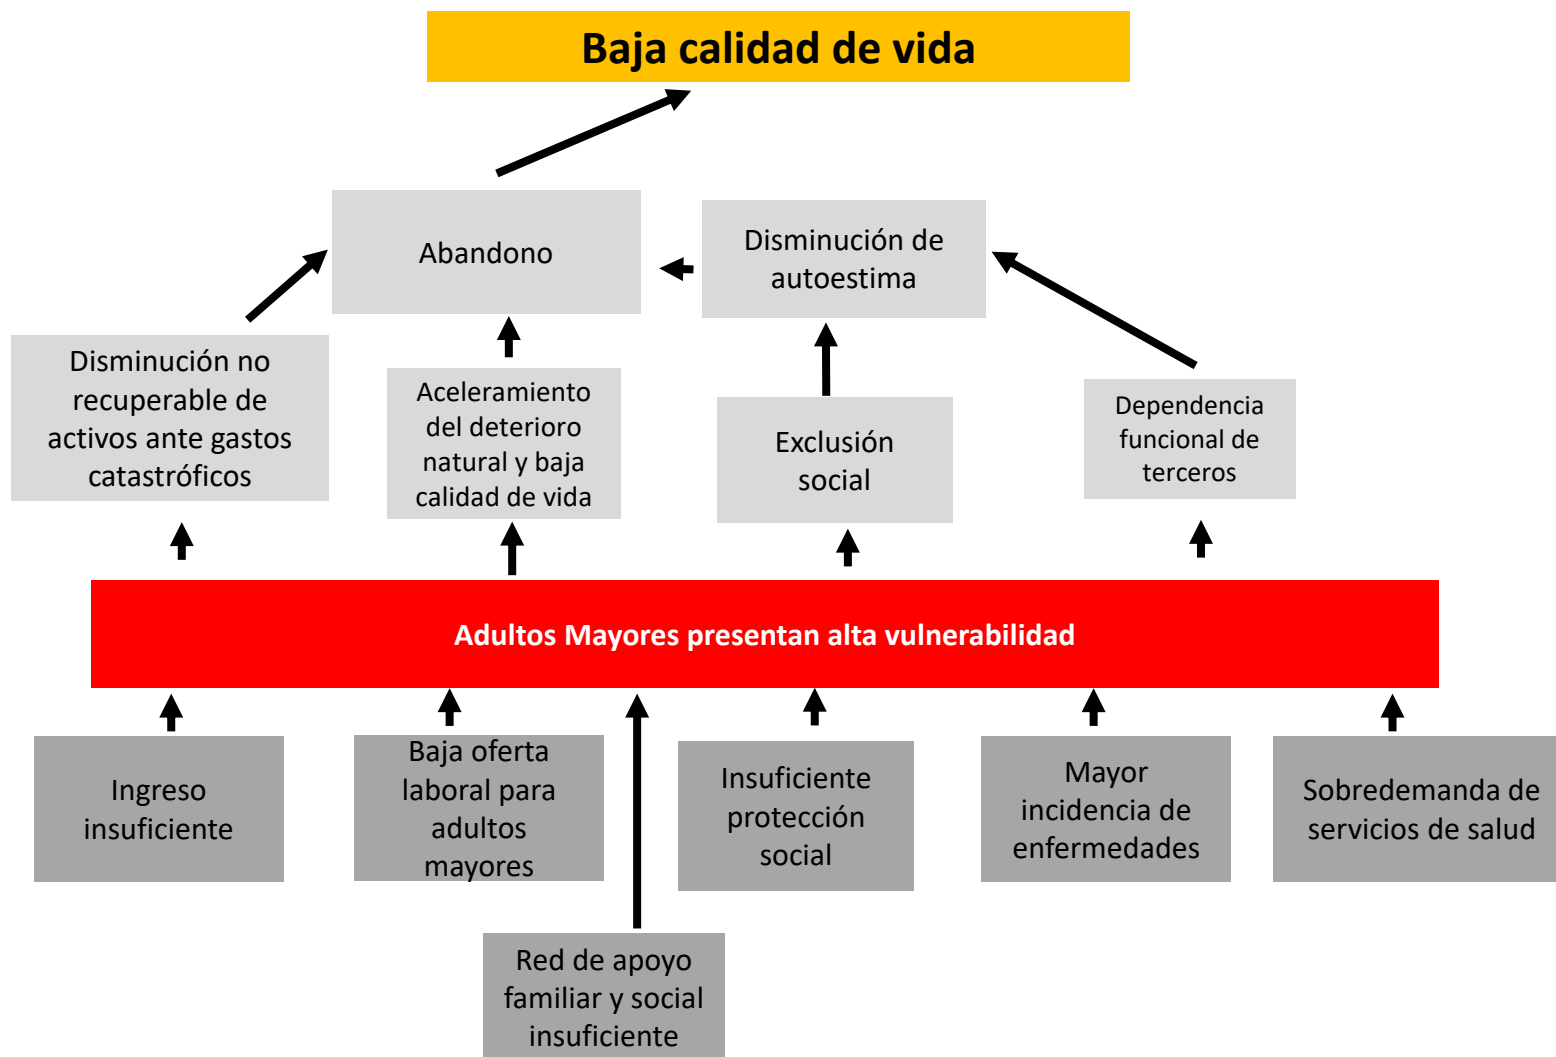 Baja calidad de vida
Abandono
Disminución de
autoestima
Disminución no
recuperable de
activos ante gastos
catastróficos
Aceleramiento
del deterioro
natural y baja
calidad de vida
Exclusión
social
Dependencia
funcional de
terceros
Adultos Mayores presentan alta vulnerabilidad
Ingreso
insuficiente
Baja oferta
laboral para
adultos
mayores
Insuficiente
protección
social
Mayor
incidencia de
enfermedades
Sobredemanda de
servicios de salud
Red de apoyo
familiar y social
insuficiente